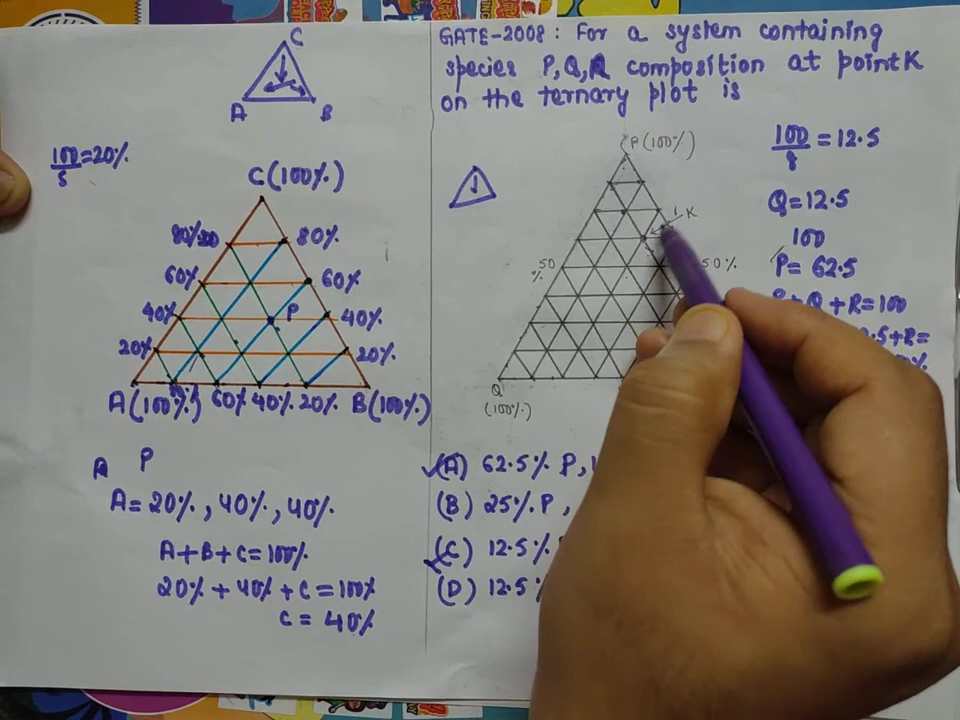 C
A
B
100/5=20%
C(100%)
80%
80%
60%
60%
P
40%
40%
20%
20%
A(100%) 60% 40% 20% B(100%)
A P
A=20%, 40%, 40%
A+B+C=100%
20%+40%+C=100%
C=40%
GATE-2008: For a system containing
species P,Q,R composition at point K
on the ternary plot is
P(100%)
K
50
%
50%
Q
(100%)
100/8=12.5
Q=12.5
100
P=62.5
+Q+R=100
(A) 62.5% P,
(B) 25% P,
(C) 12.5%
(D) 12.5%